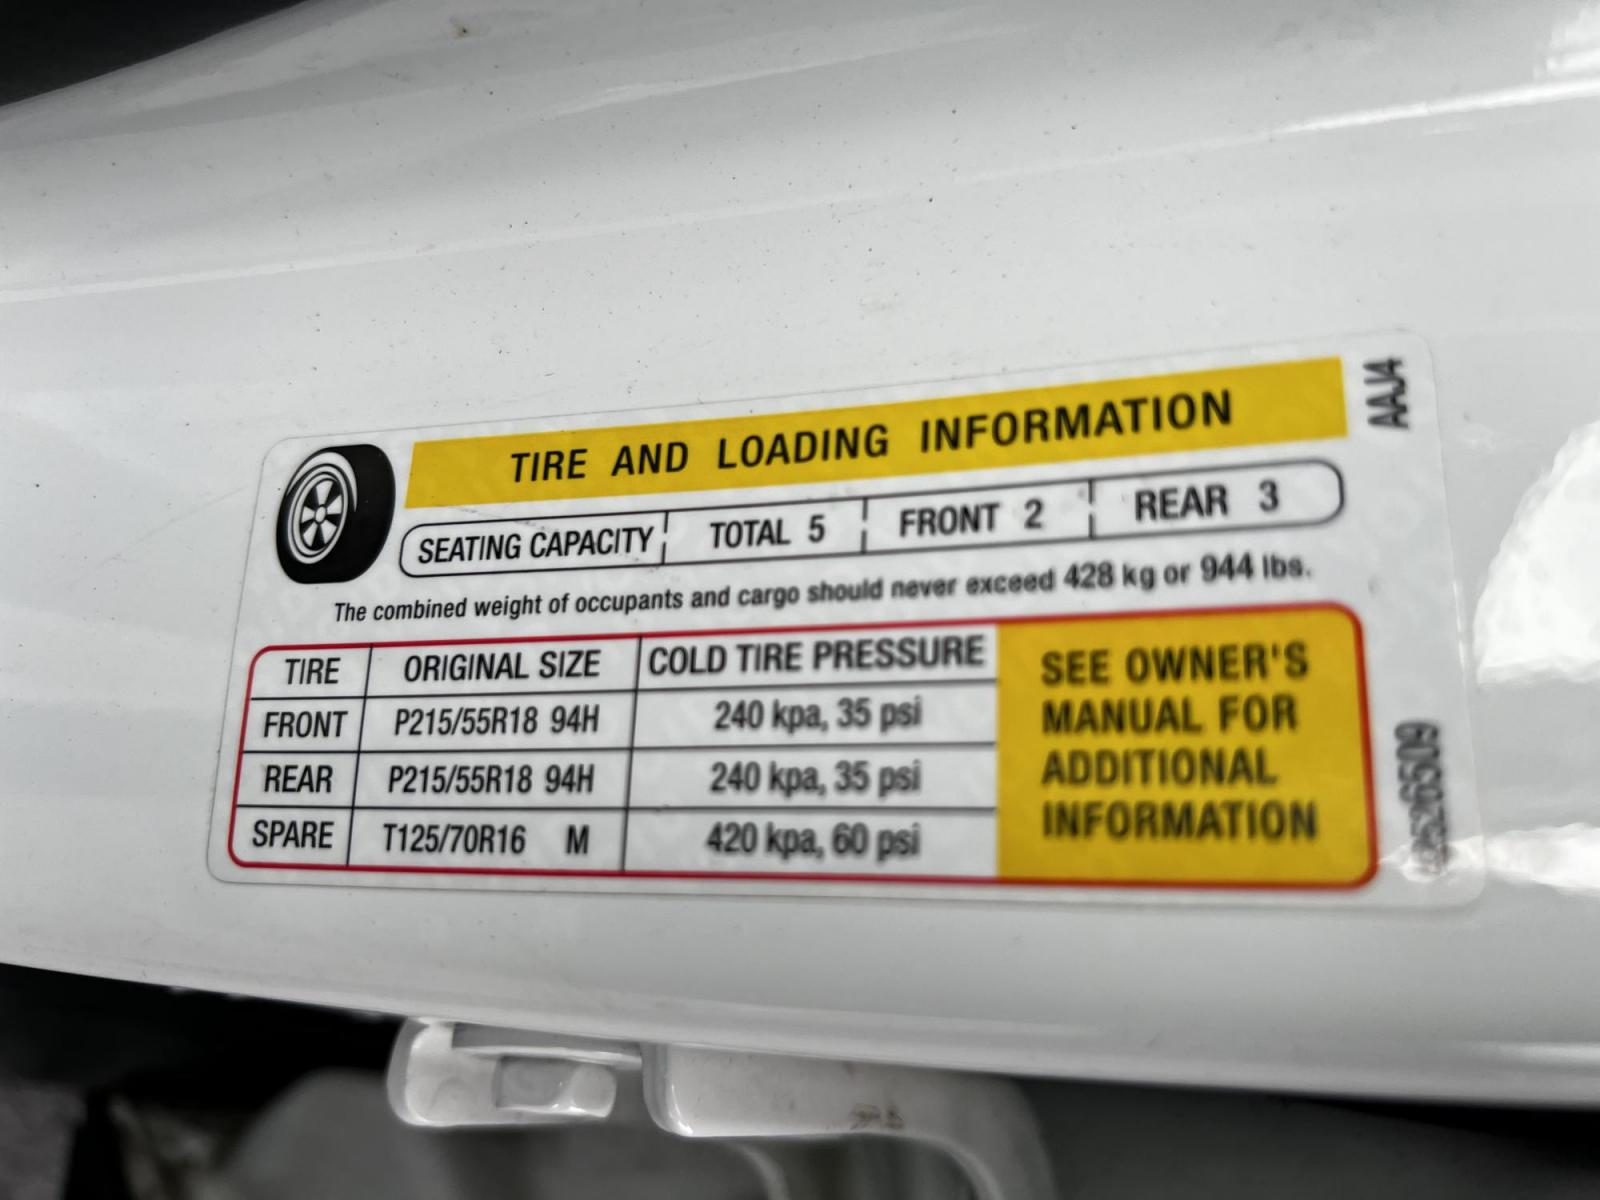 TIRE AND LOADING INFORMATION
AAJ4
SEATING CAPACITY TOTAL 5 FRONT 2 REAR 3
The combined weight of occupants and cargo should never exceed 428 kg or 944 lbs.
TIRE ORIGINAL SIZE COLD TIRE PRESSURE
FRONT P215/55R18 94H 240 kpa, 35 psi
REAR P215/55R18 94H 240 kpa, 35 psi
SPARE T125/70R16 M 420 kpa, 60 psi
SEE OWNER'S
MANUAL FOR
ADDITIONAL
INFORMATION